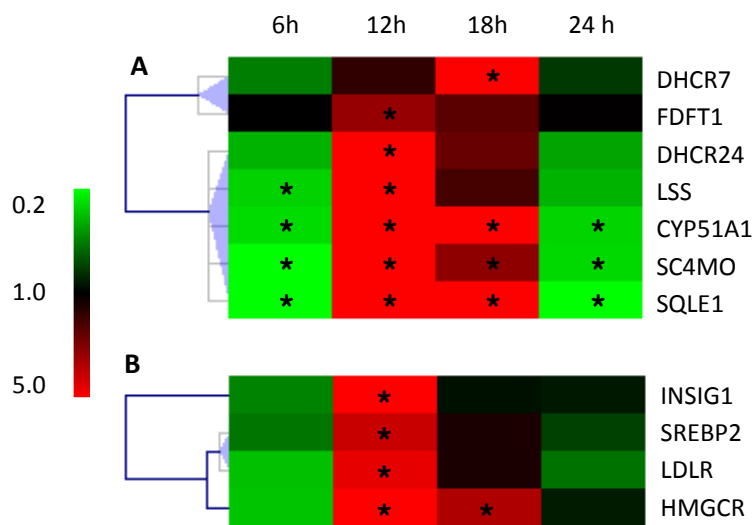 6h 12h 18h 24 h
A
DHCR7
* 
FDFT1
*
DHCR24
*
LSS
* *
CYP51A1
* * * *
SC4MO
* * * *
SQLE1
* * * *
0.2
1.0
5.0
B
INSIG1
*
SREBP2
*
LDLR
*
HMGCR
* *